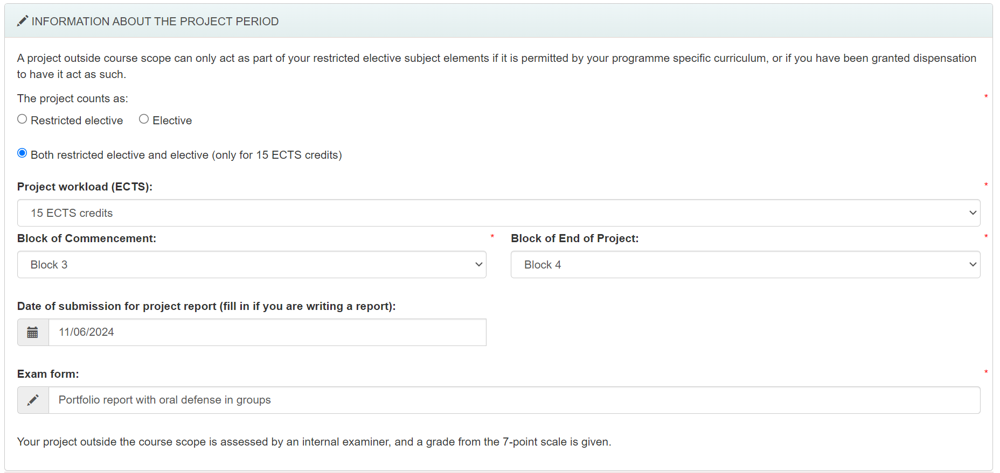 INFORMATION ABOUT THE PROJECT PERIOD
A project outside course scope can only act as part of your restricted elective subject elements if it is permitted by your programme specific curriculum, or if you have been granted dispensation
to have it act as such.
The project counts as: *
Restricted elective Elective
Both restricted elective and elective (only for 15 ECTS credits)
Project workload (ECTS): *
15 ECTS credits
Block of Commencement: * Block of End of Project: *
Block 3 Block 4
Date of submission for project report (fill in if you are writing a report):
11/06/2024
Exam form: *
Portfolio report with oral defense in groups
Your project outside the course scope is assessed by an internal examiner, and a grade from the 7-point scale is given.